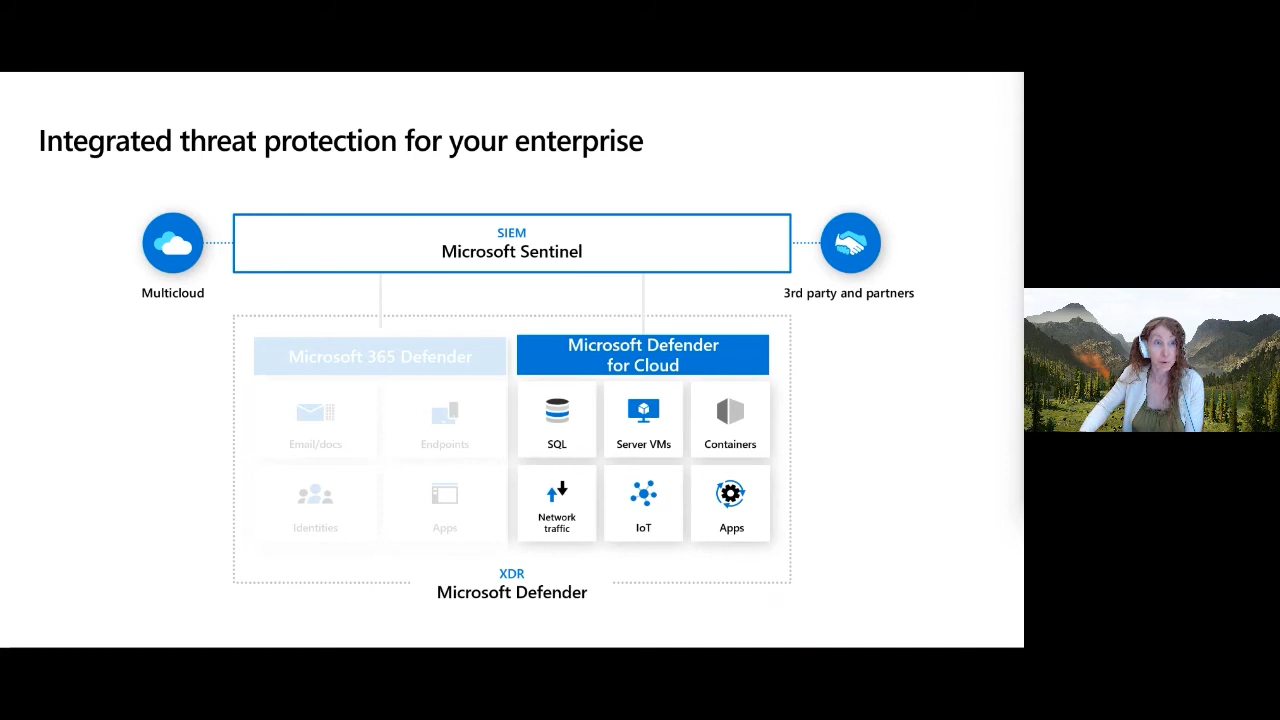 Integrated threat protection for your enterprise
SIEM
Microsoft Sentinel
Multicloud
3rd party and partners
Microsoft 365 Defender
Microsoft Defender
for Cloud
Email/docs
Endpoints
SQL
Server VMs
Containers
Identities
Apps
Network
traffic
IoT
Apps
XDR
Microsoft Defender